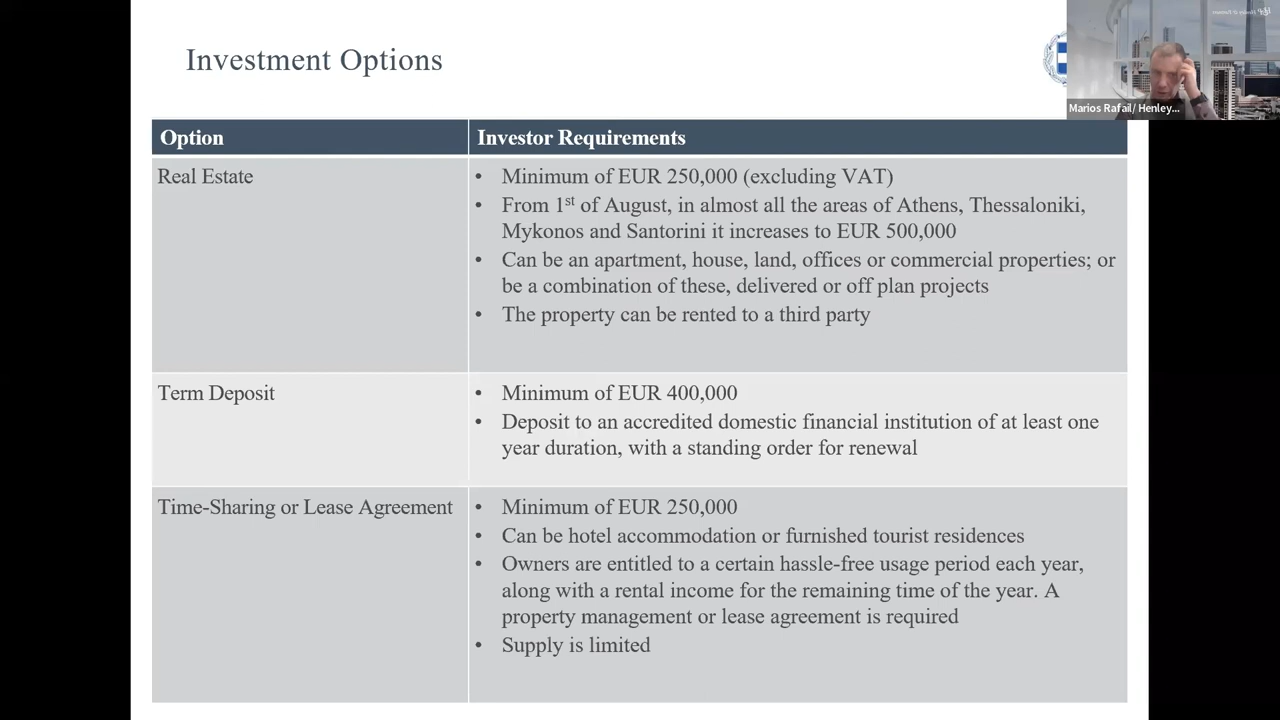 Investment Options
Marios Rafail/ Henley...
Option
Investor Requirements
Real Estate
• Minimum of EUR 250,000 (excluding VAT)
• From 1st of August, in almost all the areas of Athens, Thessaloniki,
Mykonos and Santorini it increases to EUR 500,000
• Can be an apartment, house, land, offices or commercial properties; or
be a combination of these, delivered or off plan projects
• The property can be rented to a third party
Term Deposit
• Minimum of EUR 400,000
• Deposit to an accredited domestic financial institution of at least one
year duration, with a standing order for renewal
Time-Sharing or Lease Agreement
• Minimum of EUR 250,000
• Can be hotel accommodation or furnished tourist residences
• Owners are entitled to a certain hassle-free usage period each year,
along with a rental income for the remaining time of the year. A
property management or lease agreement is required
• Supply is limited